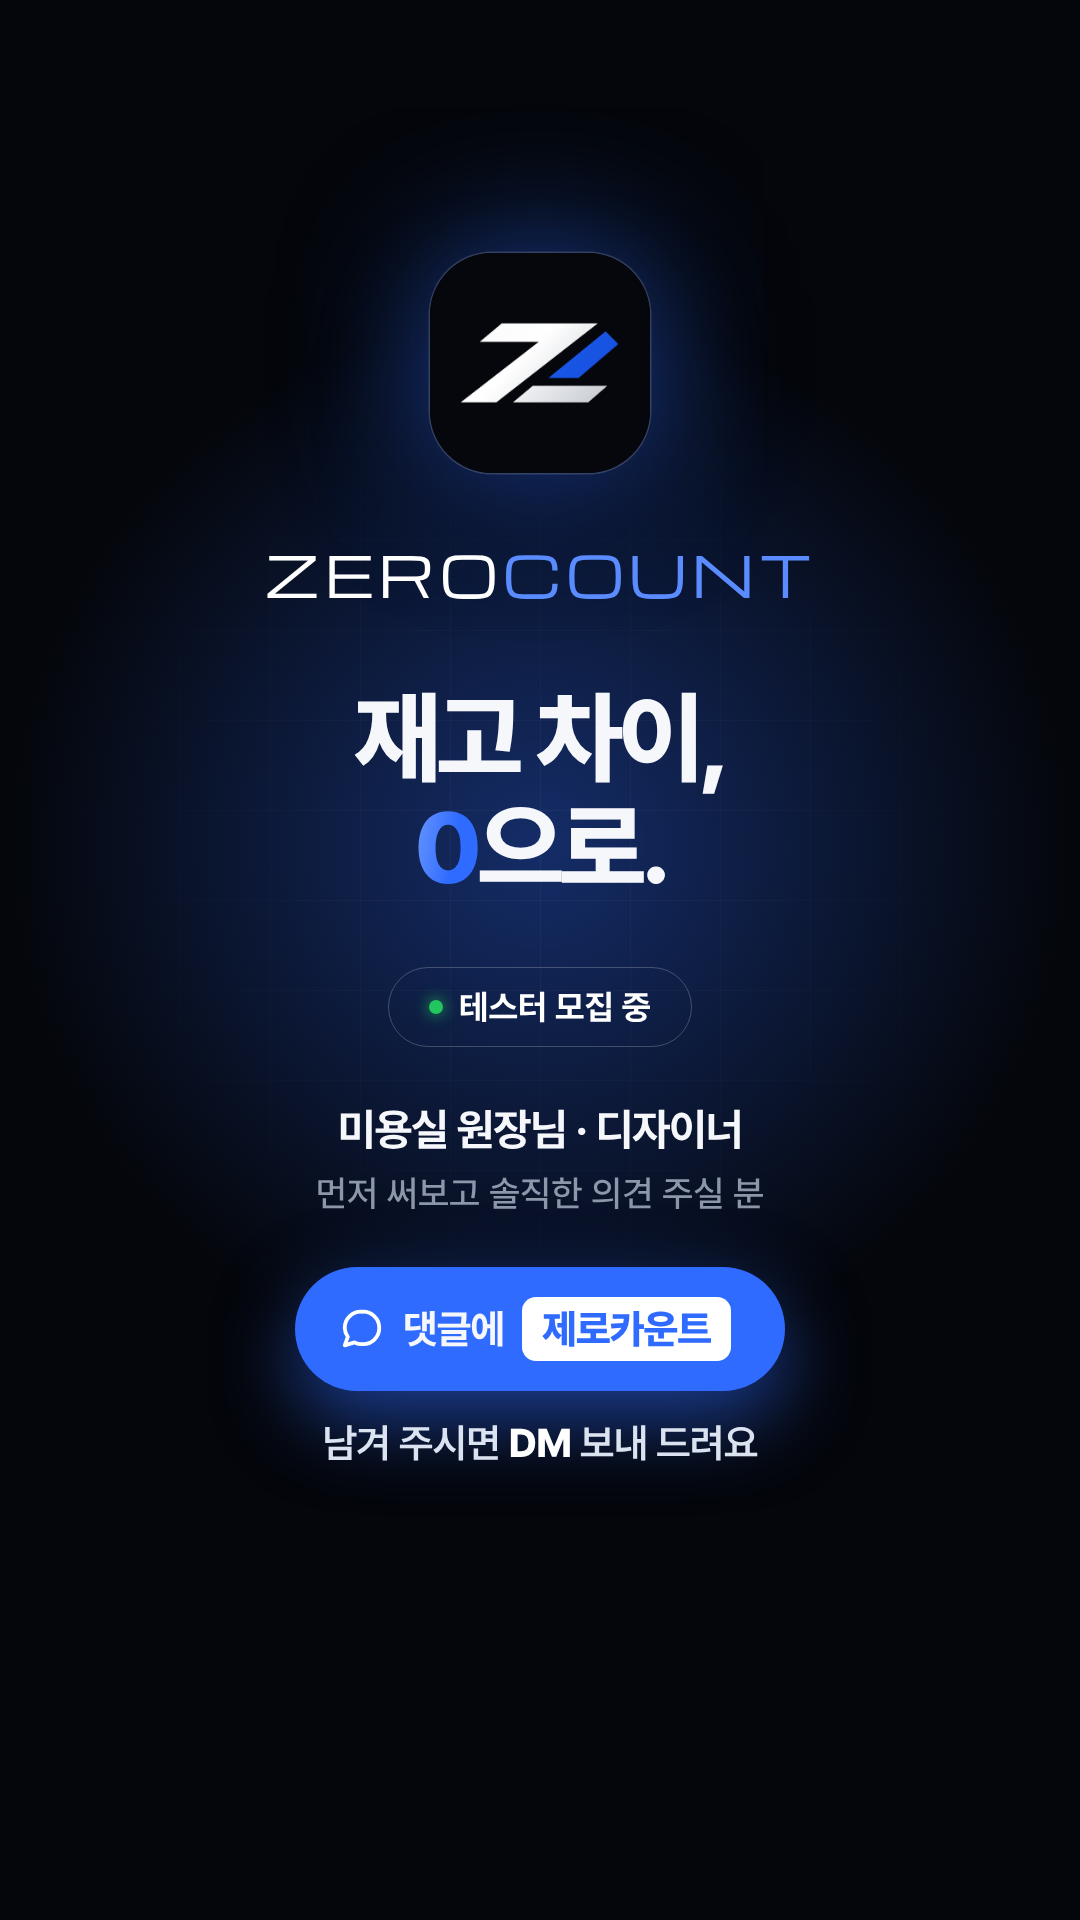 ZEROCOUNT
재고 차이,
0으로.
테스터 모집 중
미용실 원장님 · 디자이너
먼저 써보고 솔직한 의견 주실 분
댓글에 제로카운트
남겨 주시면 DM 보내 드려요